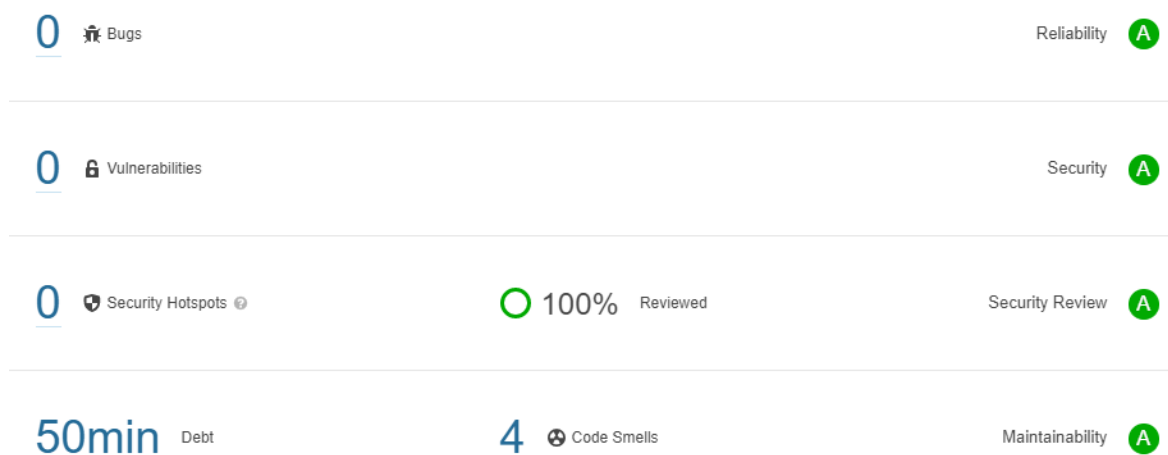 0 Bugs Reliability A
0 Vulnerabilities Security A
0 Security Hotspots ? 100% Reviewed Security Review A
50min Debt 4 Code Smells Maintainability A